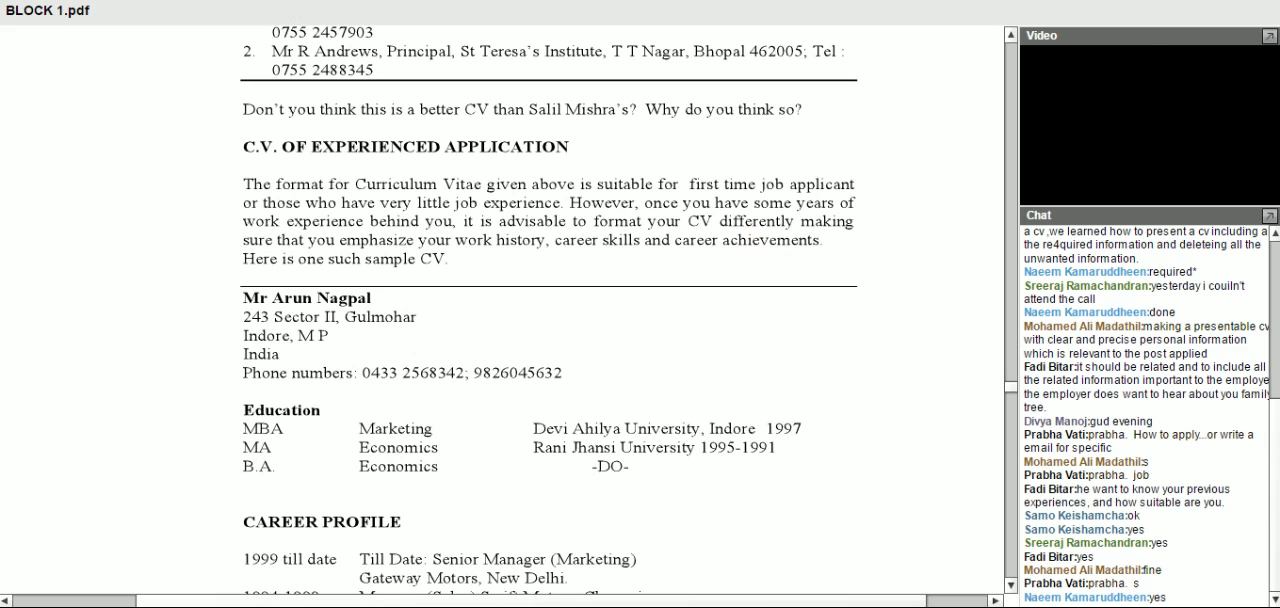 BLOCK 1.pdf
0755 2457903
2. Mr R Andrews, Principal, St Teresa's Institute, T T Nagar, Bhopal 462005; Tel :
0755 2488345
Don't you think this is a better CV than Salil Mishra's? Why do you think so?
C.V. OF EXPERIENCED APPLICATION
The format for Curriculum Vitae given above is suitable for first time job applicant
or those who have very little job experience. However, once you have some years of
work experience behind you, it is advisable to format your CV differently making
sure that you emphasize your work history, career skills and career achievements.
Here is one such sample CV.
Mr Arun Nagpal
243 Sector II, Gulmohar
Indore, M P
India
Phone numbers: 0433 2568342; 9826045632
Education
MBA Marketing Devi Ahilya University, Indore 1997
MA Economics Rani Jhansi University 1995-1991
B.A. Economics -DO-
CAREER PROFILE
1999 till date Till Date: Senior Manager (Marketing)
Gateway Motors, New Delhi.
Video
Chat
a cv ,we learned how to present a cv including a
the re4quired information and deleteing all the
unwanted information.
Naeem Kamaruddheen:required*
Sreeraj Ramachandran:yesterday i couiln't
attend the call
Naeem Kamaruddheen:done
Mohamed Ali Madathil:making a presentable cv
with clear and precise personal information
which is relevant to the post applied
Fadi Bitar:it should be related and to include all
the related information important to the employe
the employer does want to hear about you family
tree.
Divya Manoj:gud evening
Prabha Vati:prabha. How to apply...or write a
email for specific
Mohamed Ali Madathil:s
Prabha Vati:prabha. job
Fadi Bitar:he want to know your previous
experiences, and how suitable are you.
Samo Keishamcha:ok
Samo Keishamcha:yes
Sreeraj Ramachandran:yes
Fadi Bitar:yes
Mohamed Ali Madathil:fine
Prabha Vati:prabha. s
Naeem Kamaruddheen:yes